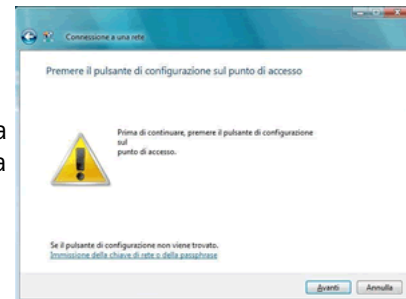 Connessione a una rete
Premere il pulsante di configurazione sul punto di accesso
a
a
Prima di continuare, premere il pulsante di configurazione
sul
punto di accesso.
Se il pulsante di configurazione non viene trovato.
Immissione della chiave di rete o della passphrase
Avanti
Annulla